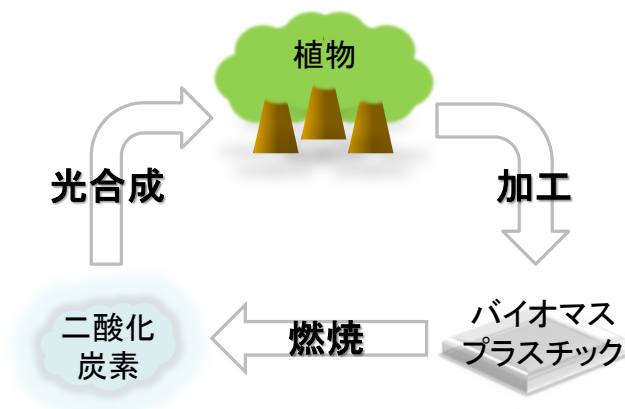 植物
光合成
加工
二酸化
炭素
燃焼
バイオマス
プラスチック